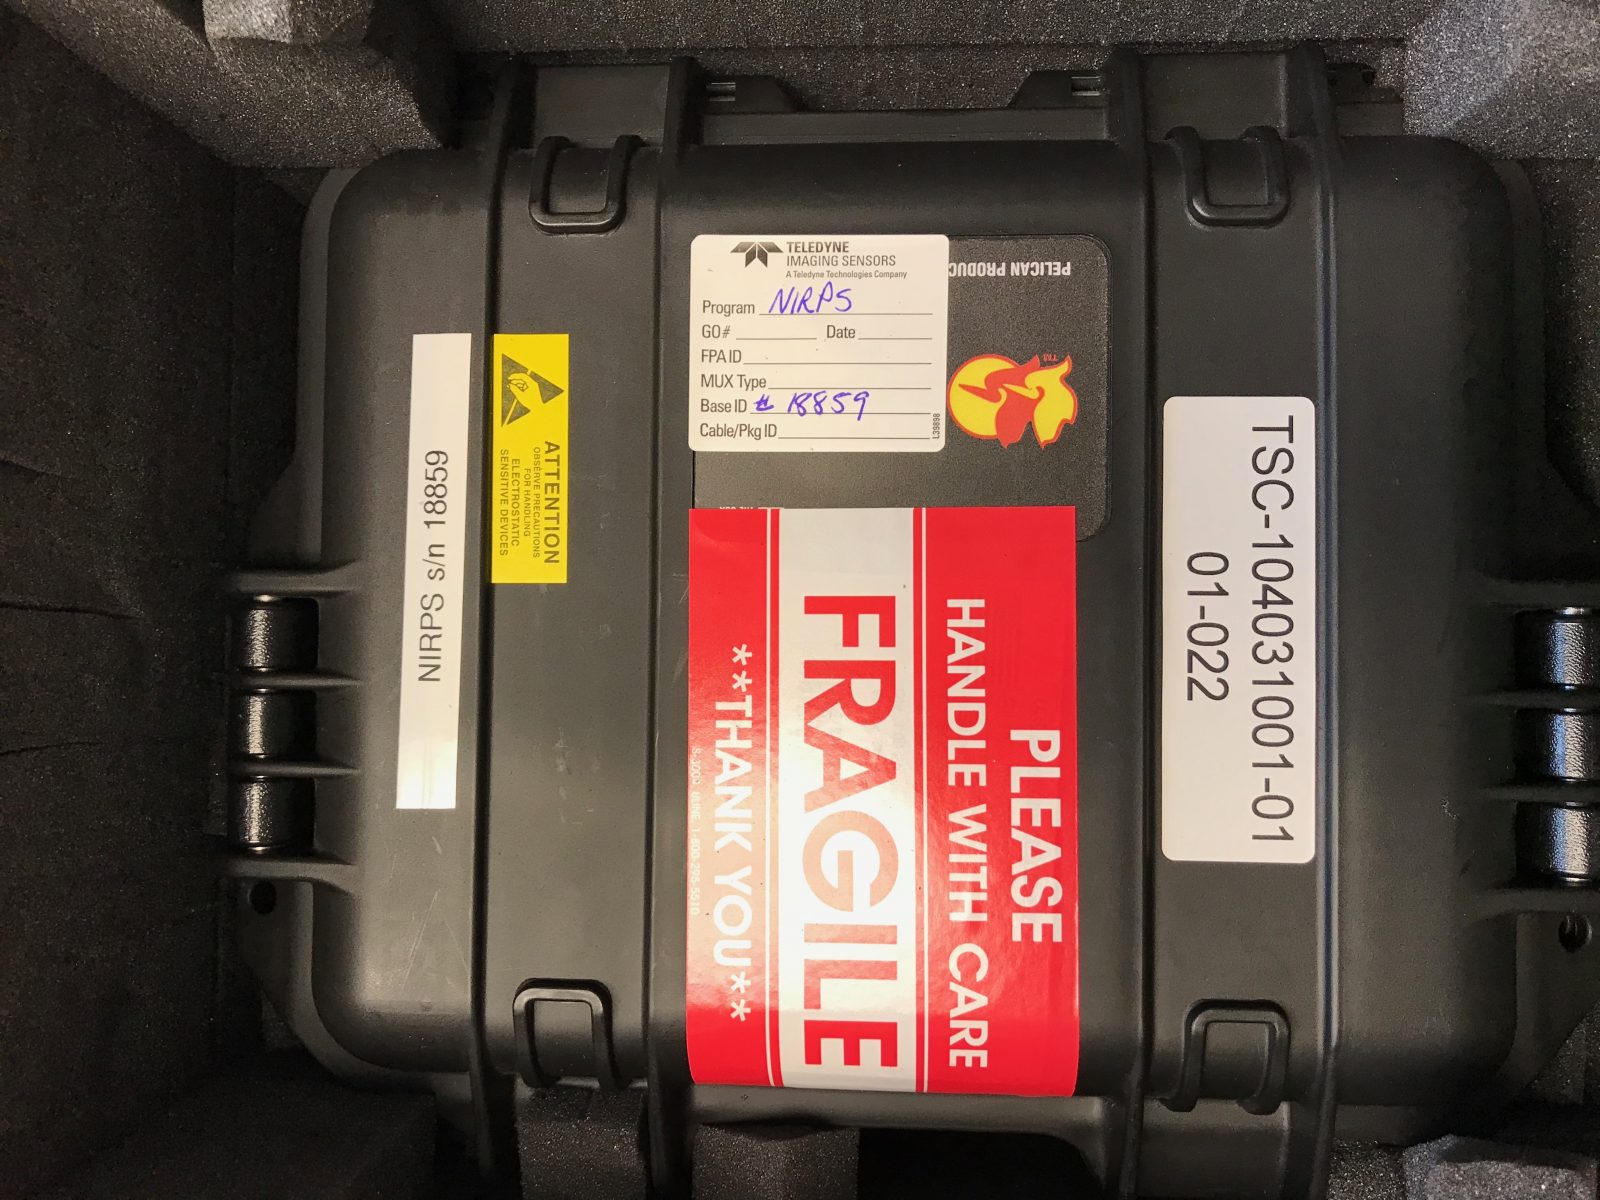 TELEDYNE
IMAGING SENSORS
A Teledyne Technologies Company
Program NIRPS
GO# Date
FPA ID
MUX Type
Base ID # 18859
Cable/Pkg ID
L39898
PELICAN PRODUC
TM
NIRPS s/n 18859
ATTENTION
OBSERVE PRECAUTIONS
FOR HANDLING
ELECTROSTATIC
SENSITIVE DEVICES
PLEASE
HANDLE WITH CARE
FRAGILE
**THANK YOU**
TSC-104031001-01
01-022